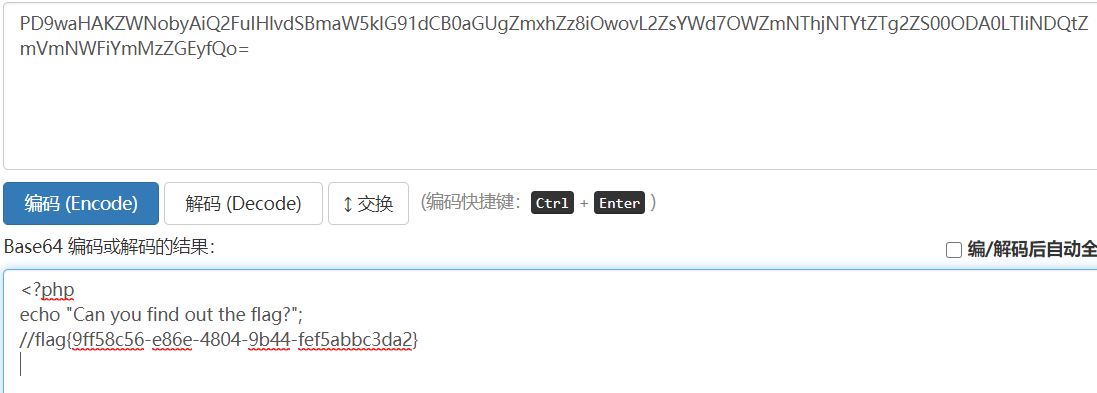 PD9waHAKZWNobyAiQ2FuIHlvdSBmaW5kIG91dCB0aGUgZmxhZz8iOwovL2ZsYWd7OWZmNThjNTYtZTg2ZS00ODA0LTliNDQtZ
mVmNWFiYmMzZGEyfQo=
编码 (Encode) 解码 (Decode) ↕ 交换 (编码快捷键: Ctrl + Enter )
Base64 编码或解码的结果: 编/解码后自动全
<?php
echo "Can you find out the flag?";
//flag{9ff58c56-e86e-4804-9b44-fef5abbc3da2}